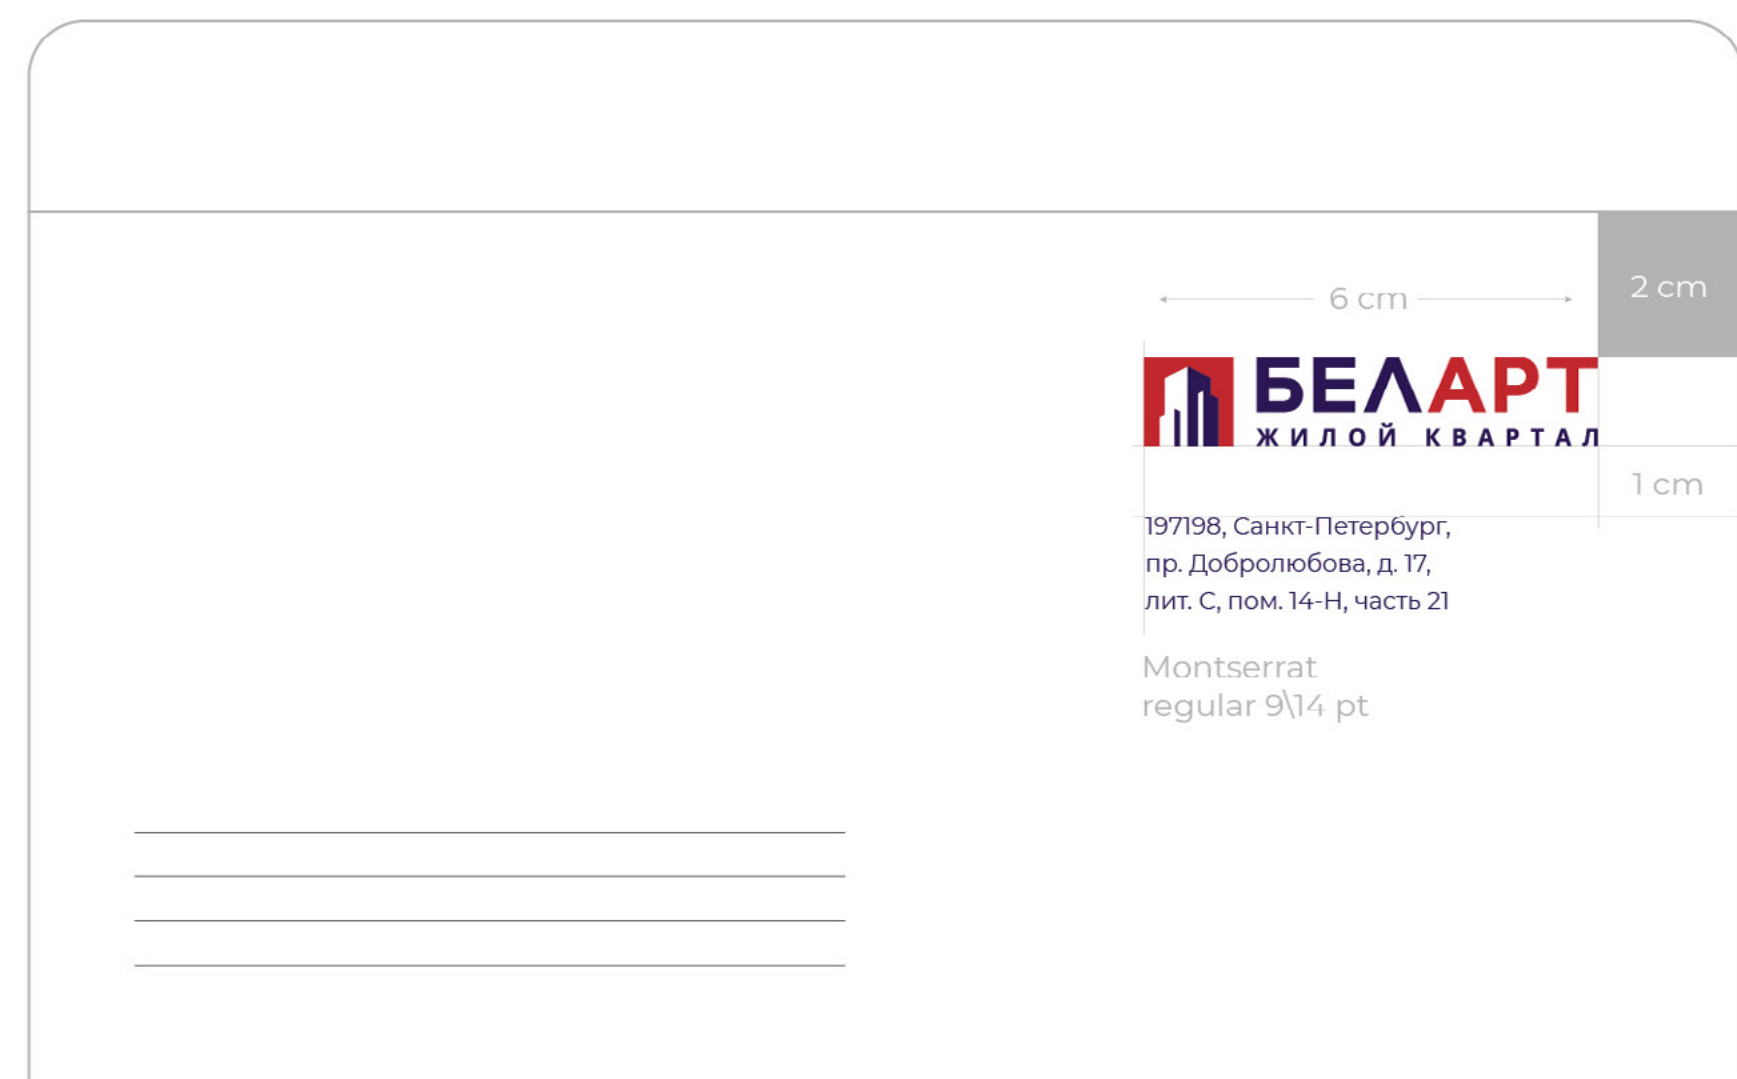 6 cm
2 cm
БЕЛАРТ
ЖИЛОЙ КВАРТАЛ
1 cm
197198, Санкт-Петербург,
пр. Добролюбова, д. 17,
лит. С, пом. 14-Н, часть 21
Montserrat
regular 9\14 pt